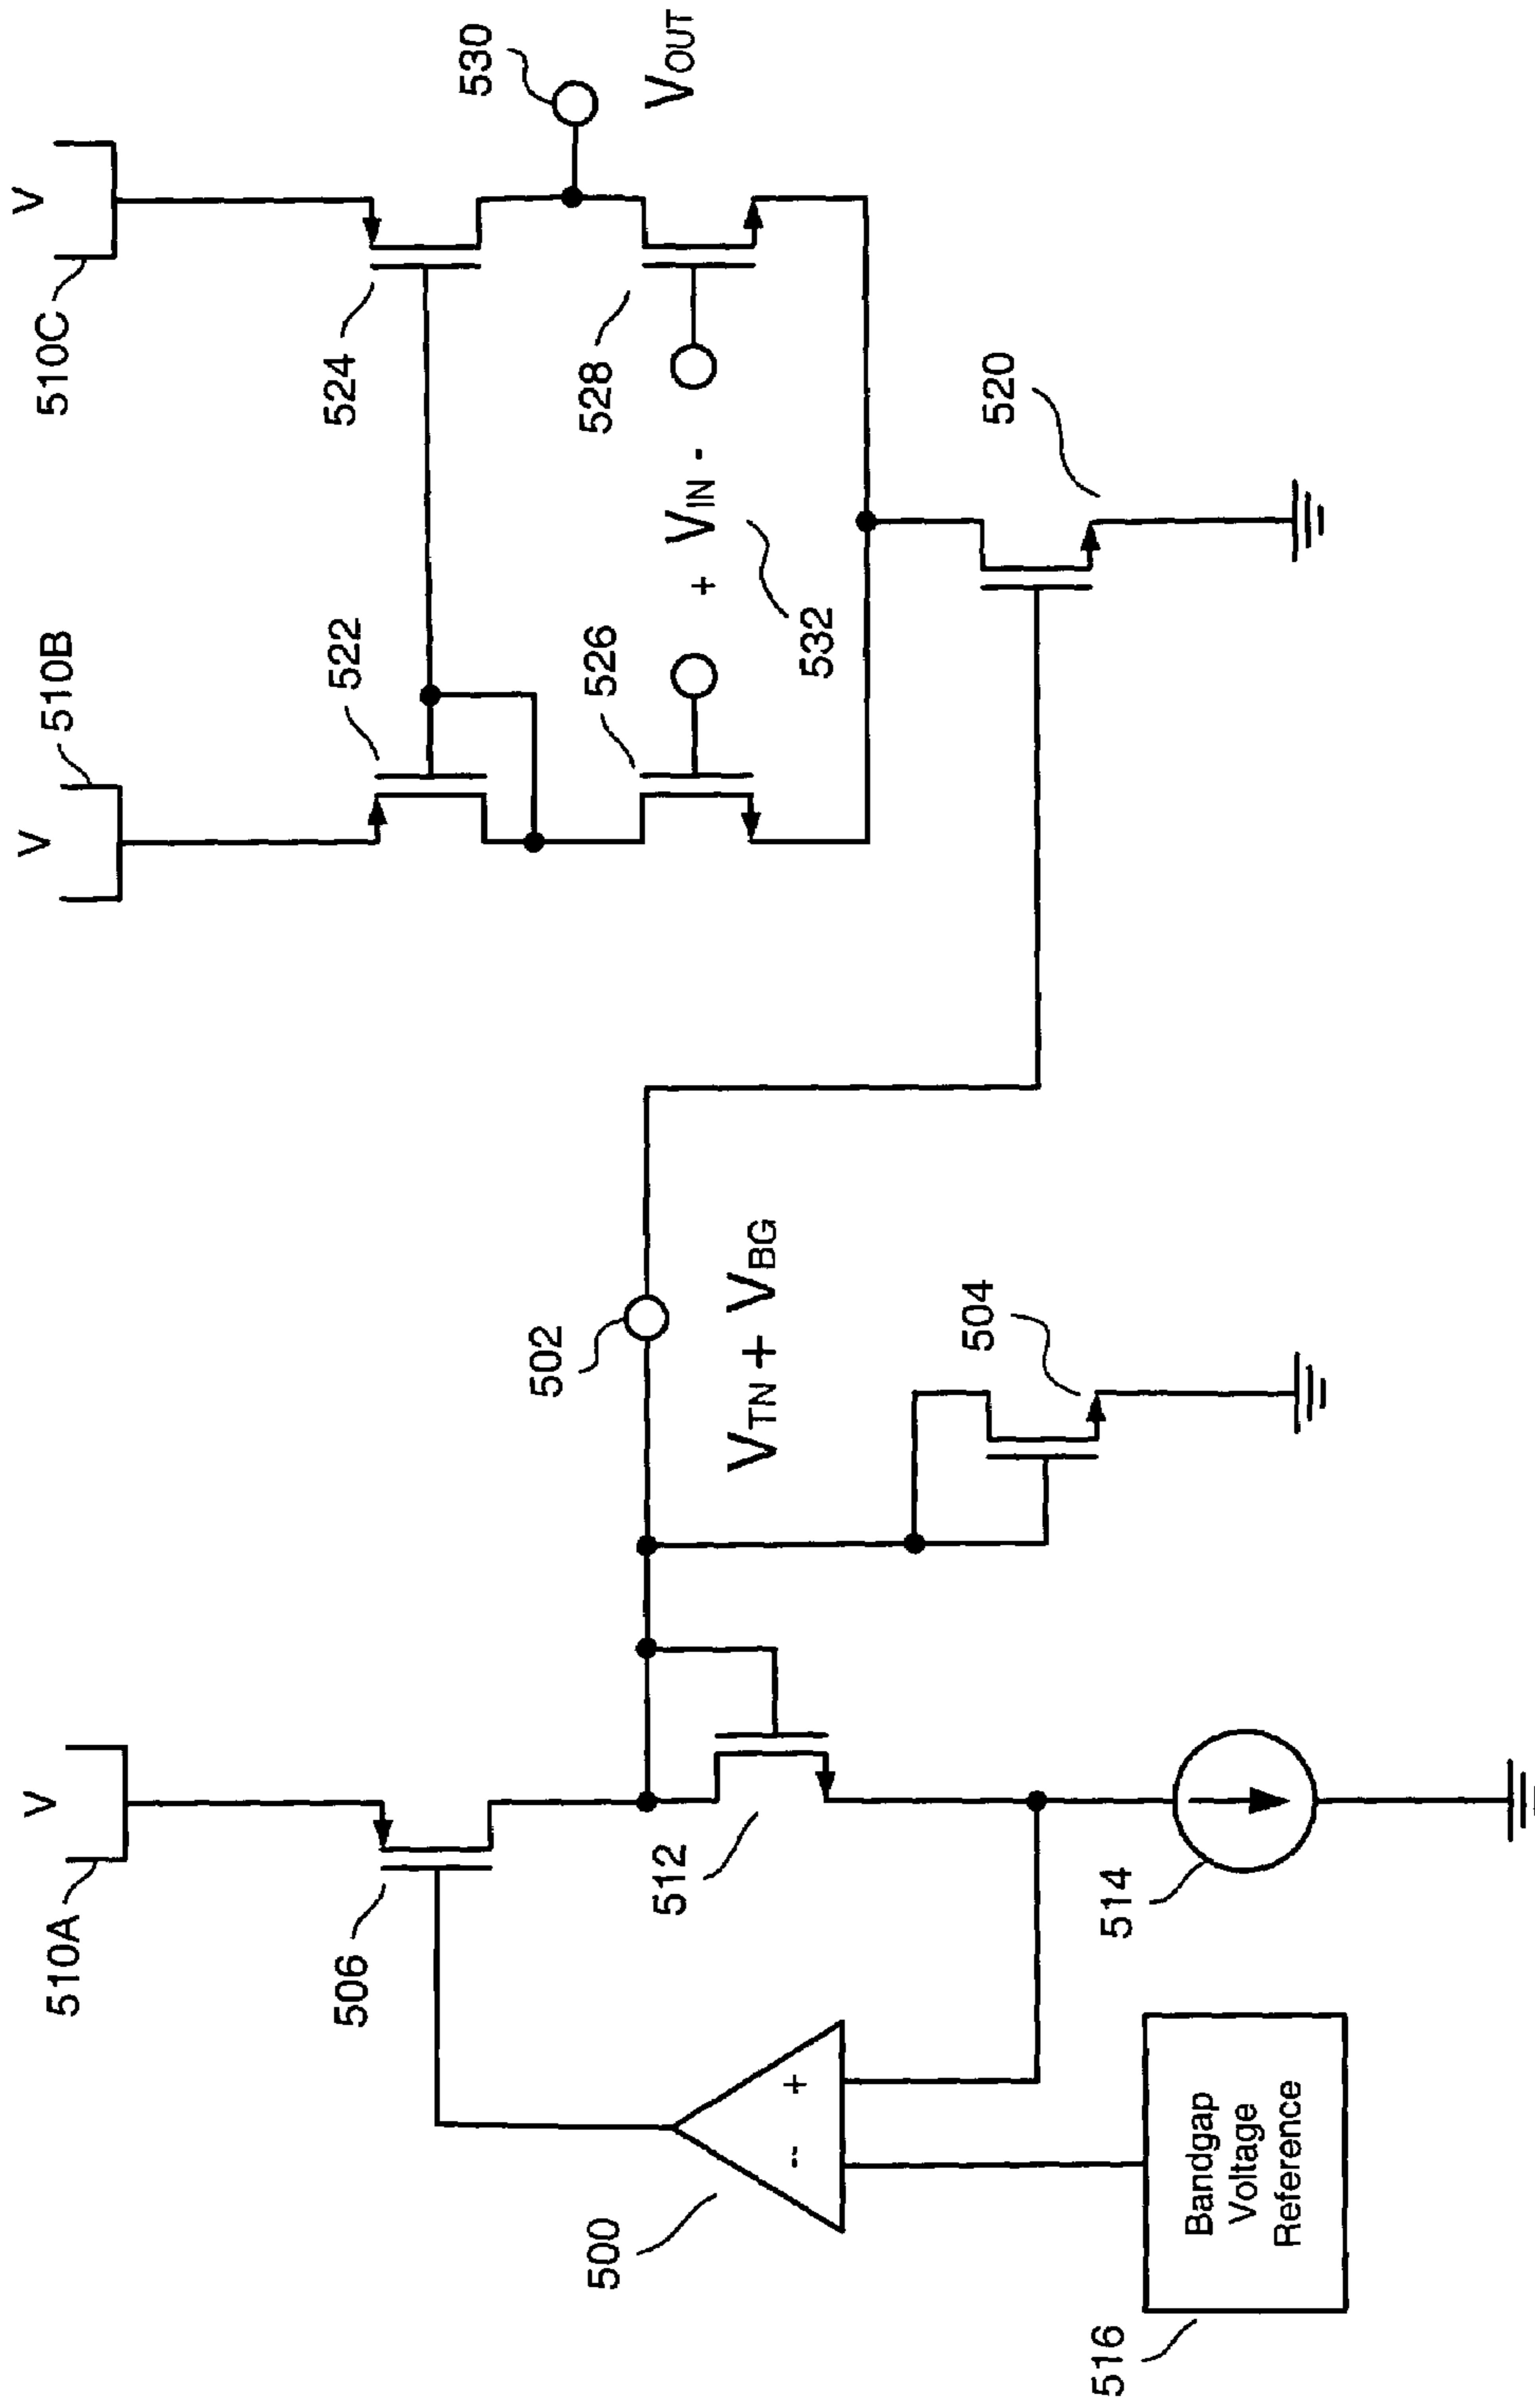 V
510A
V
510B
V
510C
506
522
524
530
VOUT
502
512
526
528
+ VIN -
532
VTN + VBG
500
-- +
504
520
514
516
Bandgap
Voltage
Reference